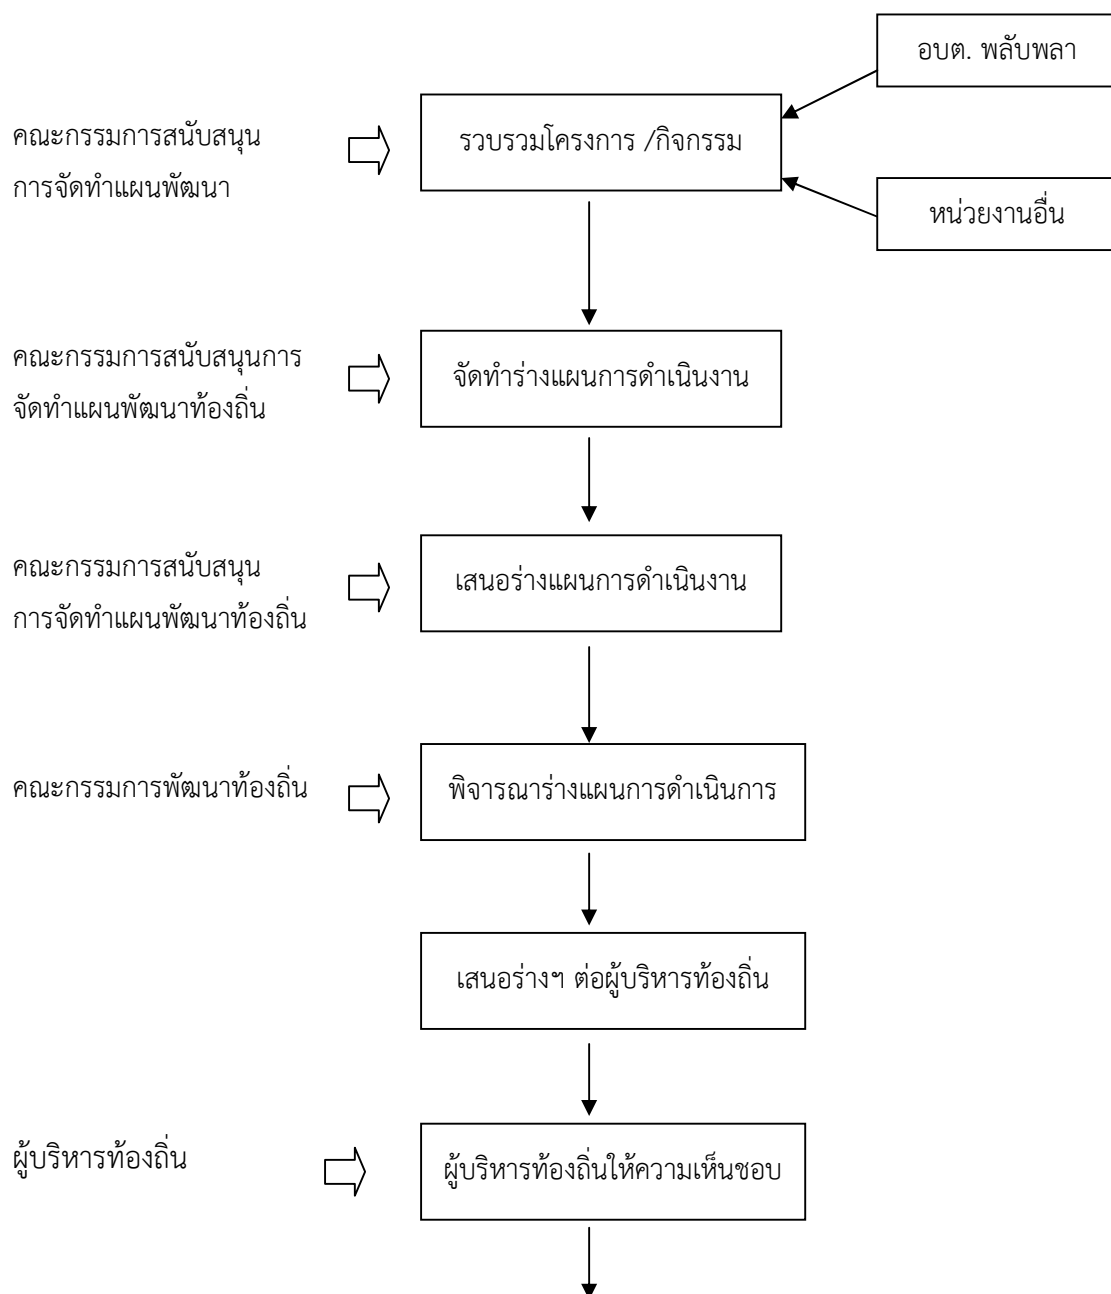 อบต. พลับพลา
คณะกรรมการสนับสนุน
การจัดทำแผนพัฒนา
รวบรวมโครงการ /กิจกรรม
หน่วยงานอื่น
คณะกรรมการสนับสนุนการ
จัดทำแผนพัฒนาท้องถิ่น
จัดทำร่างแผนการดำเนินงาน
คณะกรรมการสนับสนุน
การจัดทำแผนพัฒนาท้องถิ่น
เสนอร่างแผนการดำเนินงาน
คณะกรรมการพัฒนาท้องถิ่น
พิจารณาร่างแผนการดำเนินการ
เสนอร่างฯ ต่อผู้บริหารท้องถิ่น
ผู้บริหารท้องถิ่น
ผู้บริหารท้องถิ่นให้ความเห็นชอบ